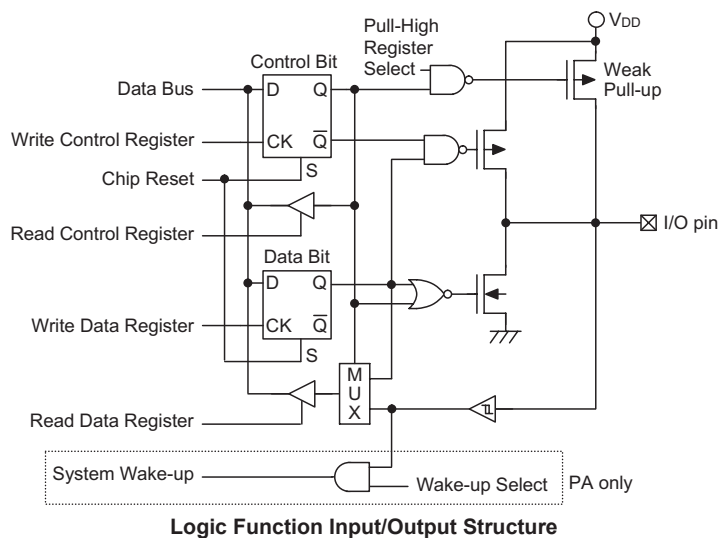 V DD
Pull-High
Register
Select
Control Bit
Weak
Pull-up
Data Bus
D
Q
Write Control Register
CK
Q
Chip Reset
S
I/O pin
Read Control Register
Data Bit
D
Q
Write Data Register
CK
Q
S
M
U
X
Read Data Register
System Wake-up
Wake-up Select
PA only
Logic Function Input/Output Structure